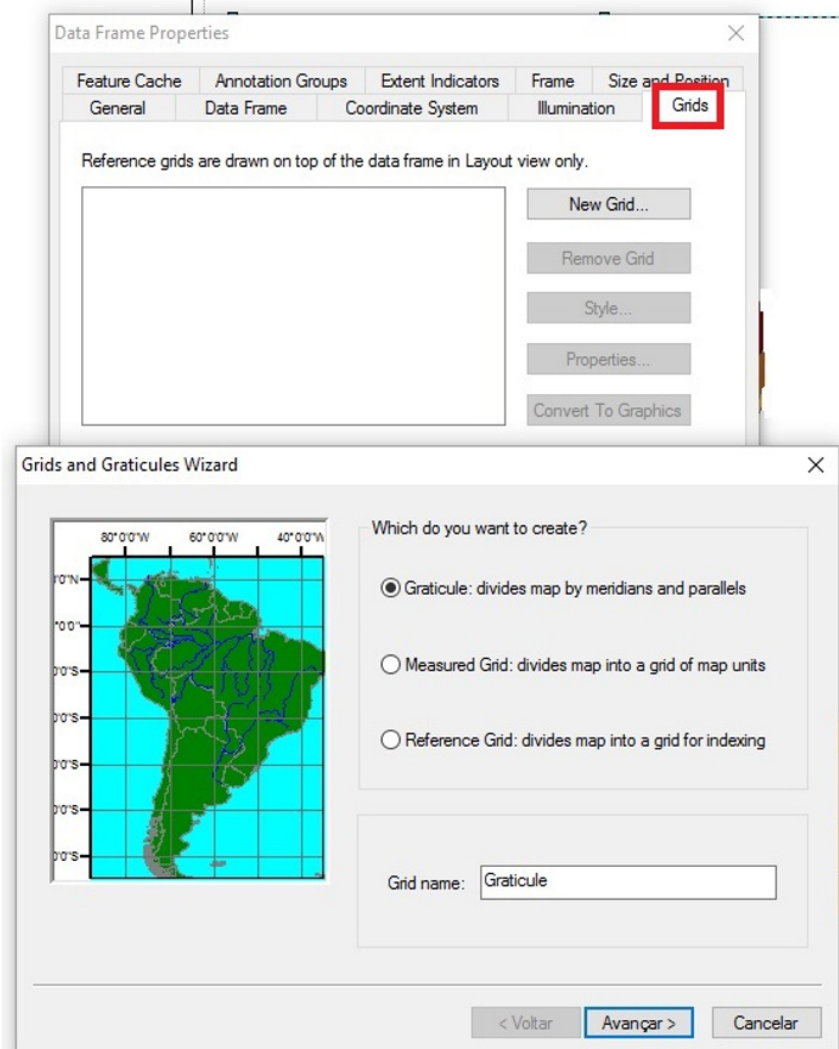 Data Frame Properties
Feature Cache Annotation Groups Extent Indicators Frame Size and Position
General Data Frame Coordinate System Illumination Grids
Reference grids are drawn on top of the data frame in Layout view only.
New Grid...
Remove Grid
Style...
Properties...
Convert To Graphics
Grids and Graticules Wizard
80°0'0"W 60°0'0"W 40°0'0"W
Which do you want to create?
Graticule: divides map by meridians and parallels
Measured Grid: divides map into a grid of map units
Reference Grid: divides map into a grid for indexing
Grid name: Graticule
< Voltar Avançar > Cancelar